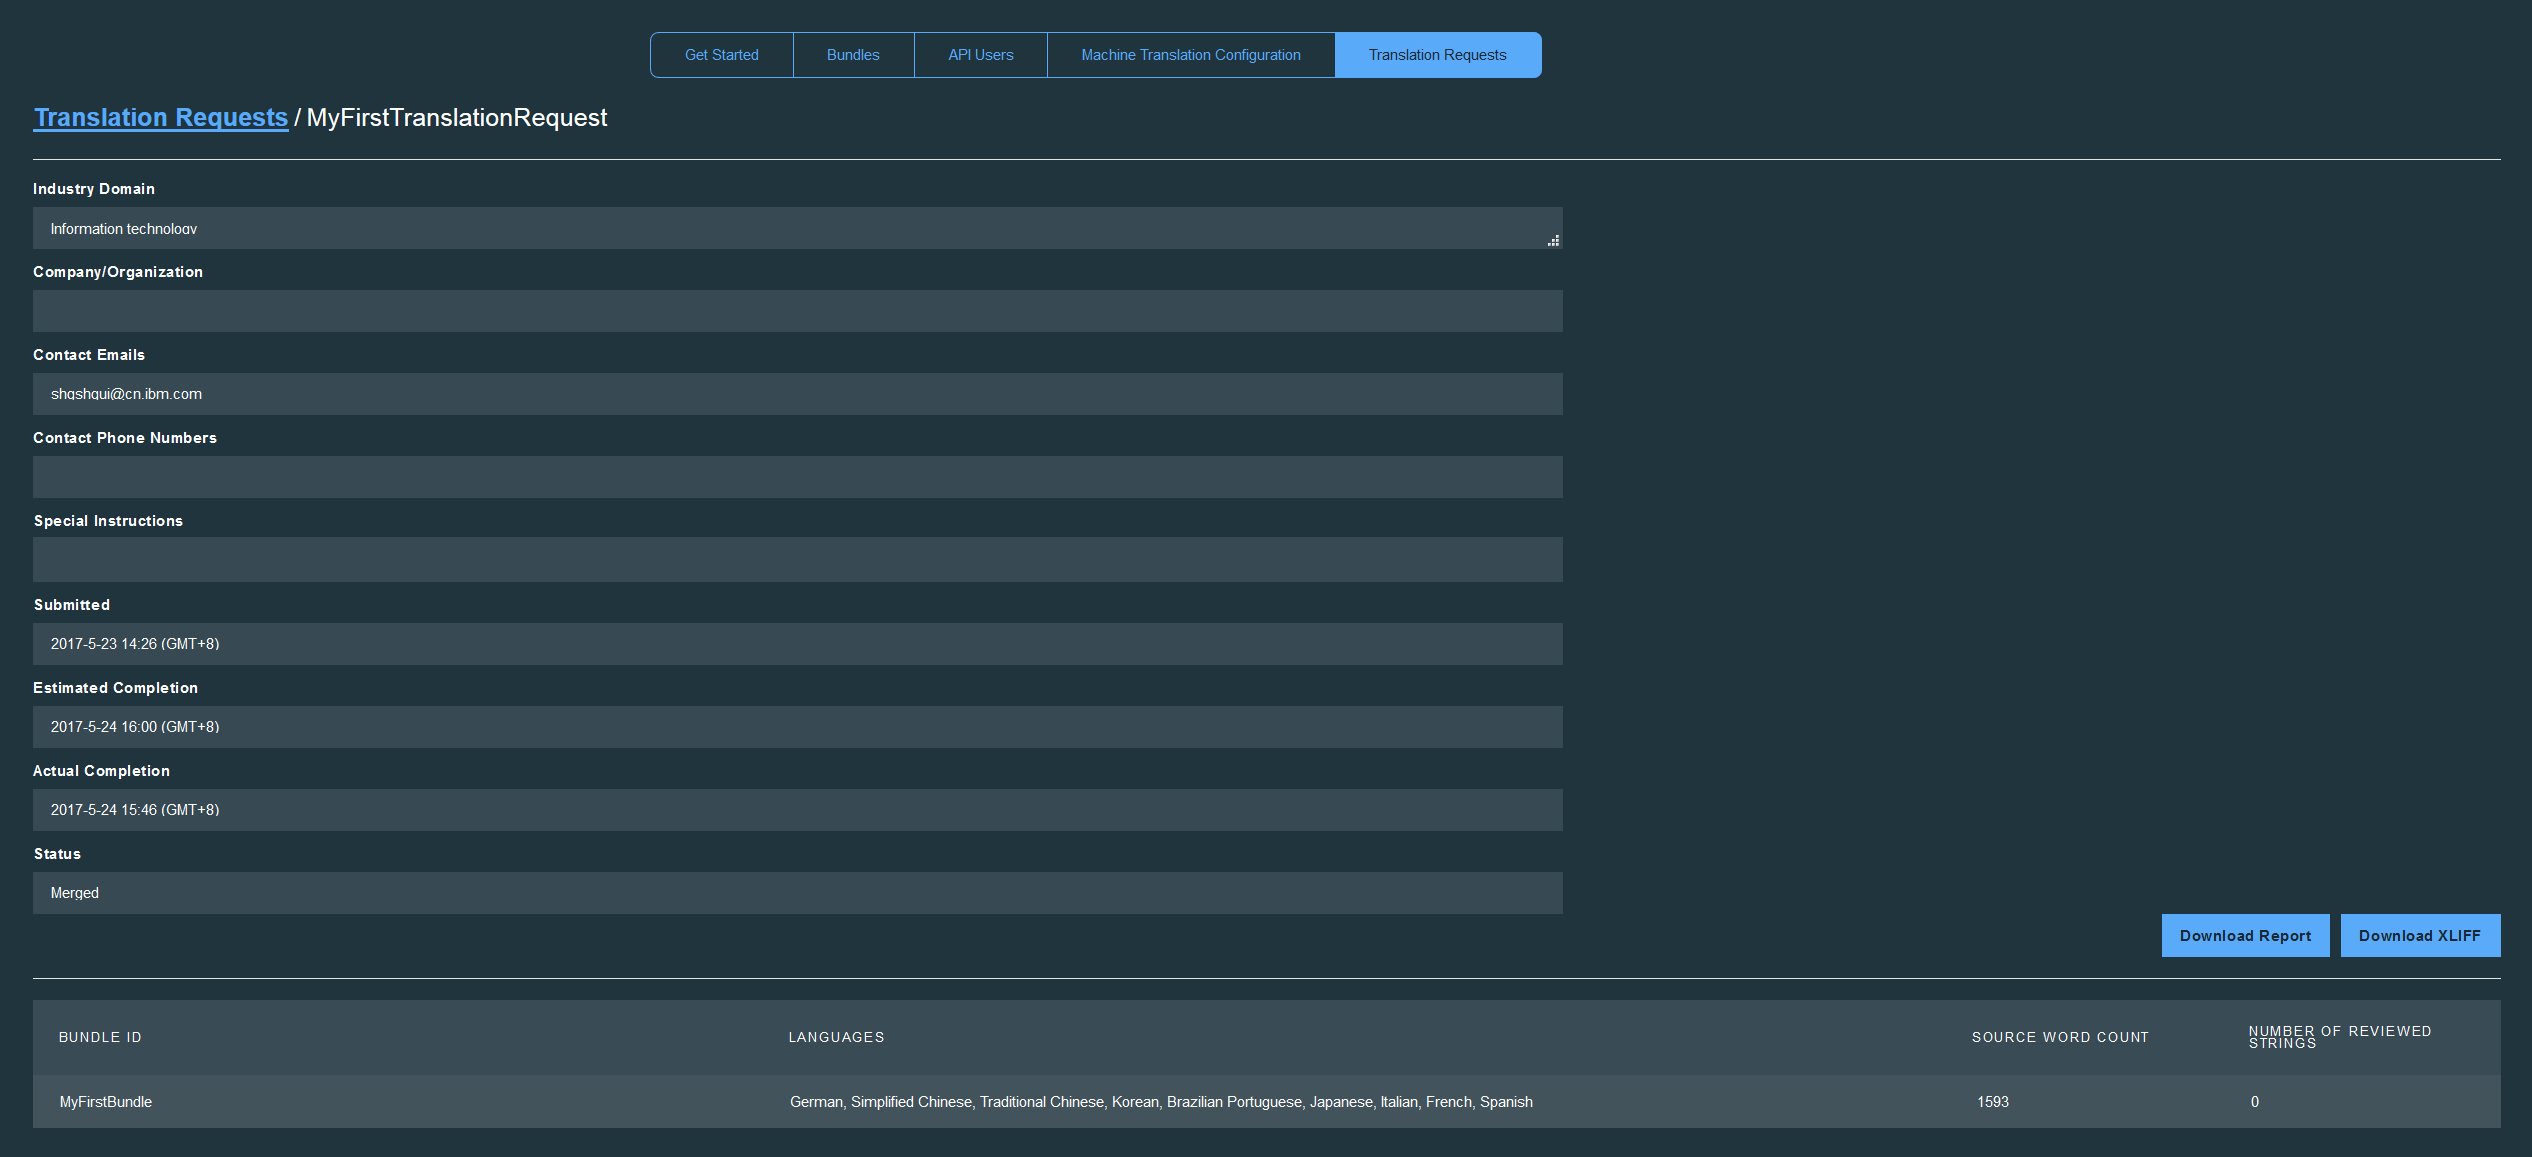 Get Started
Bundles
API Users
Machine Translation Configuration
Translation Requests
Translation Requests / MyFirstTranslationRequest
Industry Domain
Information technology
Company/Organization
Contact Emails
shgshgui@cn.ibm.com
Contact Phone Numbers
Special Instructions
Submitted
2017-5-23 14:26 (GMT+8)
Estimated Completion
2017-5-24 16:00 (GMT+8)
Actual Completion
2017-5-24 15:46 (GMT+8)
Status
Merged
Download Report
Download XLIFF
BUNDLE ID
LANGUAGES
SOURCE WORD COUNT
NUMBER OF REVIEWED
STRINGS
MyFirstBundle
German, Simplified Chinese, Traditional Chinese, Korean, Brazilian Portuguese, Japanese, Italian, French, Spanish
1593
0